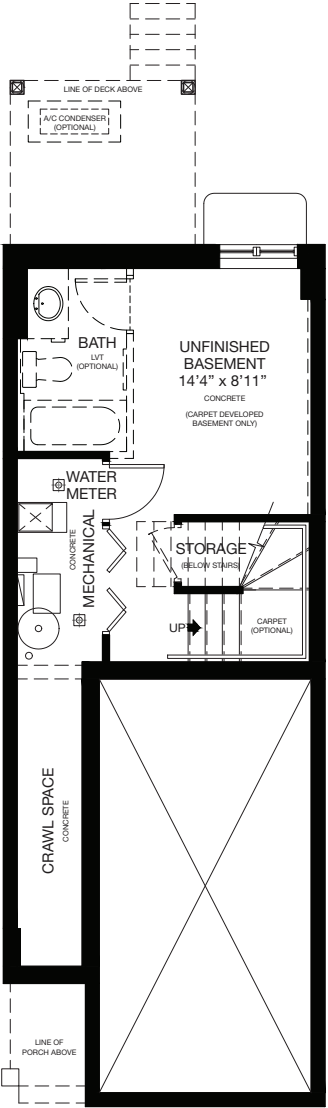 LINE OF DECK ABOVE
A/C CONDENSER
(OPTIONAL)
BATH
LVT
(OPTIONAL)
UNFINISHED
BASEMENT
14'4" x 8'11"
CONCRETE
(CARPET DEVELOPED
BASEMENT ONLY)
WATER
METER
MECHANICAL
CONCRETE
STORAGE
(BELOW STAIRS)
UP
CARPET
(OPTIONAL)
CRAWL SPACE
CONCRETE
LINE OF
PORCH ABOVE